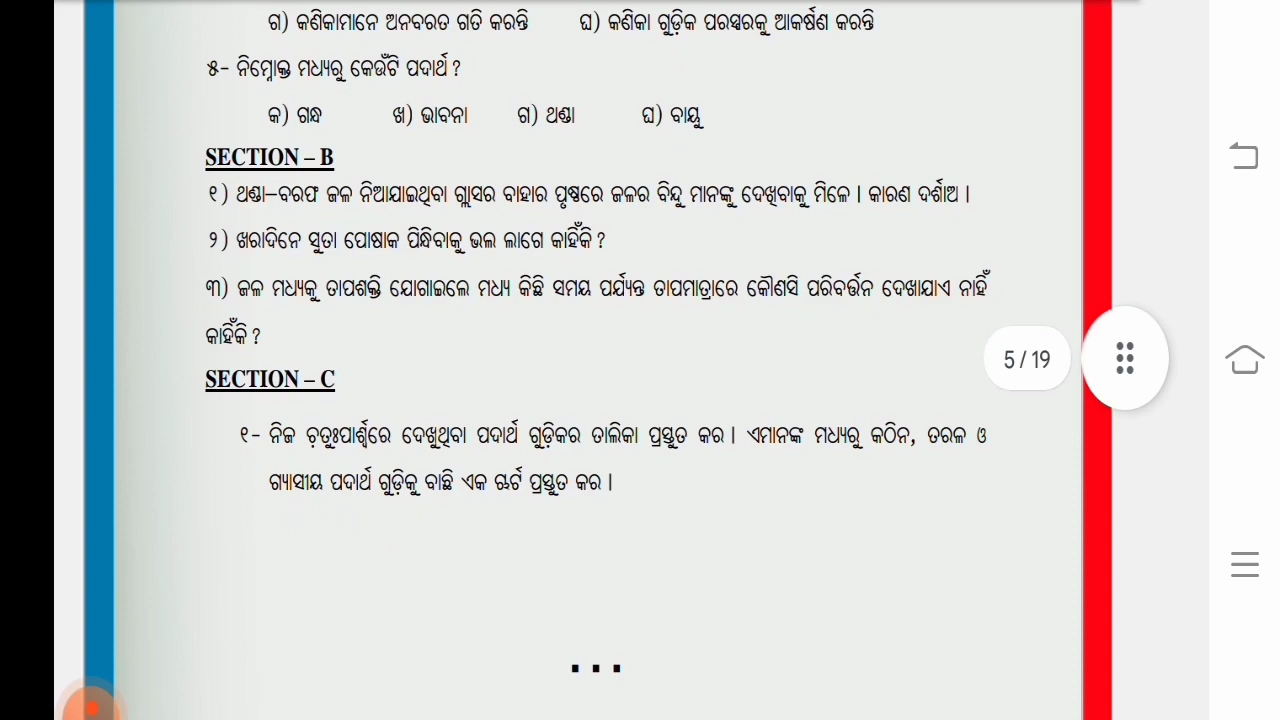 ଗ) କଣିକାମାନେ ଅନବରତ ଗତି କରନ୍ତି ଘ) କଣିକା ଗୁଡ଼ିକ ପରସ୍ପରକୁ ଆକର୍ଷଣ କରନ୍ତି
୫- ନିମ୍ନୋକ୍ତ ମଧ୍ୟରୁ କେଉଁଟି ପଦାର୍ଥ ?
କ) ଗନ୍ଧ ଖ) ଭାବନା ଗ) ଥଣ୍ଡା ଘ) ବାୟୁ
SECTION – B
୧) ଥଣ୍ଡା–ବରଫ ଜଳ ନିଆଯାଇଥିବା ଗ୍ଲାସର ବାହାର ପୃଷ୍ଠରେ ଜଳର ବିନ୍ଦୁ ମାନଙ୍କୁ ଦେଖିବାକୁ ମିଳେ । କାରଣ ଦର୍ଶାଅ ।
୨) ଖରାଦିନେ ସୁତା ପୋଷାକ ପିନ୍ଧିବାକୁ ଭଲ ଲାଗେ କାହିଁକି ?
୩) ଜଳ ମଧ୍ୟକୁ ତାପଶକ୍ତି ଯୋଗାଇଲେ ମଧ୍ୟ କିଛି ସମୟ ପର୍ଯ୍ୟନ୍ତ ତାପମାତ୍ରାରେ କୌଣସି ପରିବର୍ତ୍ତନ ଦେଖାଯାଏ ନାହିଁ
କାହିଁକି ?
5 / 19
SECTION – C
୧- ନିଜ ଚତୁଃପାର୍ଶ୍ବରେ ଦେଖୁଥିବା ପଦାର୍ଥ ଗୁଡ଼ିକର ତାଲିକା ପ୍ରସ୍ତୁତ କର । ଏମାନଙ୍କ ମଧ୍ୟରୁ କଠିନ, ତରଳ ଓ
ଗ୍ୟାସୀୟ ପଦାର୍ଥ ଗୁଡ଼ିକୁ ବାଛି ଏକ ଋର୍ଟ ପ୍ରସ୍ତୁତ କର ।
...